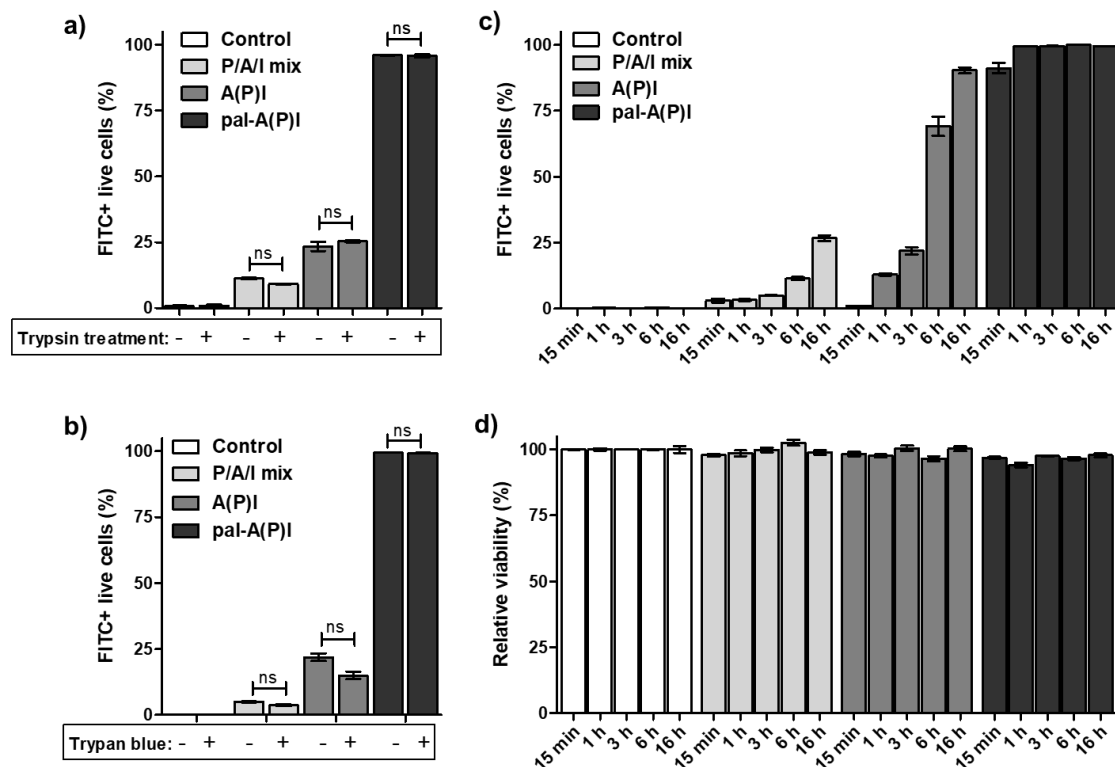 a)
FITC+ live cells (%)
100
75
50
25
0
Control
P/A/I mix
A(P)I
pal-A(P)I
ns
ns
ns
ns
Trypsin treatment: - + - + - + - +
b)
FITC+ live cells (%)
100
75
50
25
0
Control
P/A/I mix
A(P)I
pal-A(P)I
ns
ns
ns
ns
Trypan blue: - + - + - + - +
c)
FITC+ live cells (%)
100
75
50
25
0
Control
P/A/I mix
A(P)I
pal-A(P)I
15 min 1 h 3 h 6 h 16 h 15 min 1 h 3 h 6 h 16 h 15 min 1 h 3 h 6 h 16 h 15 min 1 h 3 h 6 h 16 h
d)
Relative viability (%)
100
75
50
25
0
15 min 1 h 3 h 6 h 16 h 15 min 1 h 3 h 6 h 16 h 15 min 1 h 3 h 6 h 16 h 15 min 1 h 3 h 6 h 16 h